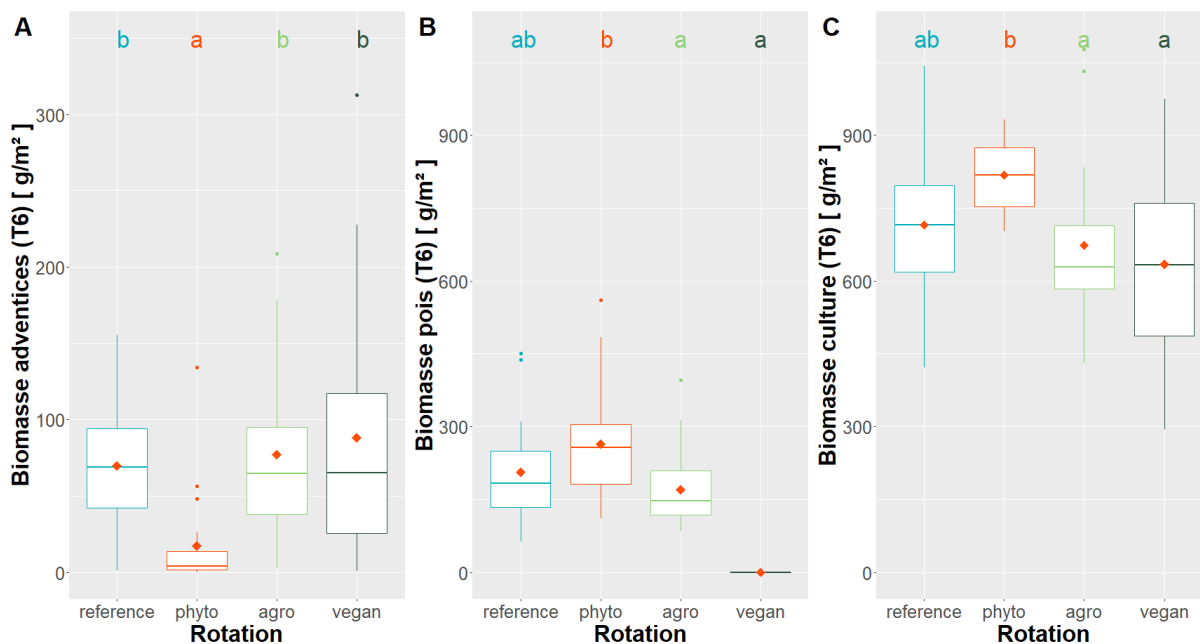 A
b a b b
Biomasse adventices (T6) [ g/m² ]
300
200
100
0
reference phyto agro vegan
Rotation
B
ab b a a
Biomasse pois (T6) [ g/m² ]
900
600
300
0
reference phyto agro vegan
Rotation
C
ab b a a
Biomasse culture (T6) [ g/m² ]
900
600
300
0
reference phyto agro vegan
Rotation